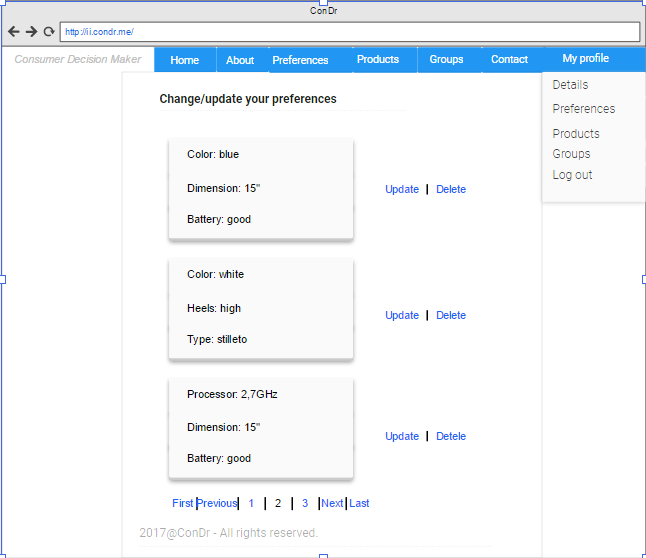 ConDr
http://ii.condr.me/
Consumer Decision Maker Home About Preferences Products Groups Contact My profile
Details
Preferences
Products
Groups
Log out
Change/update your preferences
Color: blue
Dimension: 15"
Battery: good
Update | Delete
Color: white
Heels: high
Type: stilleto
Update | Delete
Processor: 2,7GHz
Dimension: 15"
Battery: good
Update | Detele
First | Previous | 1 | 2 | 3 | Next | Last
2017@ConDr - All rights reserved.